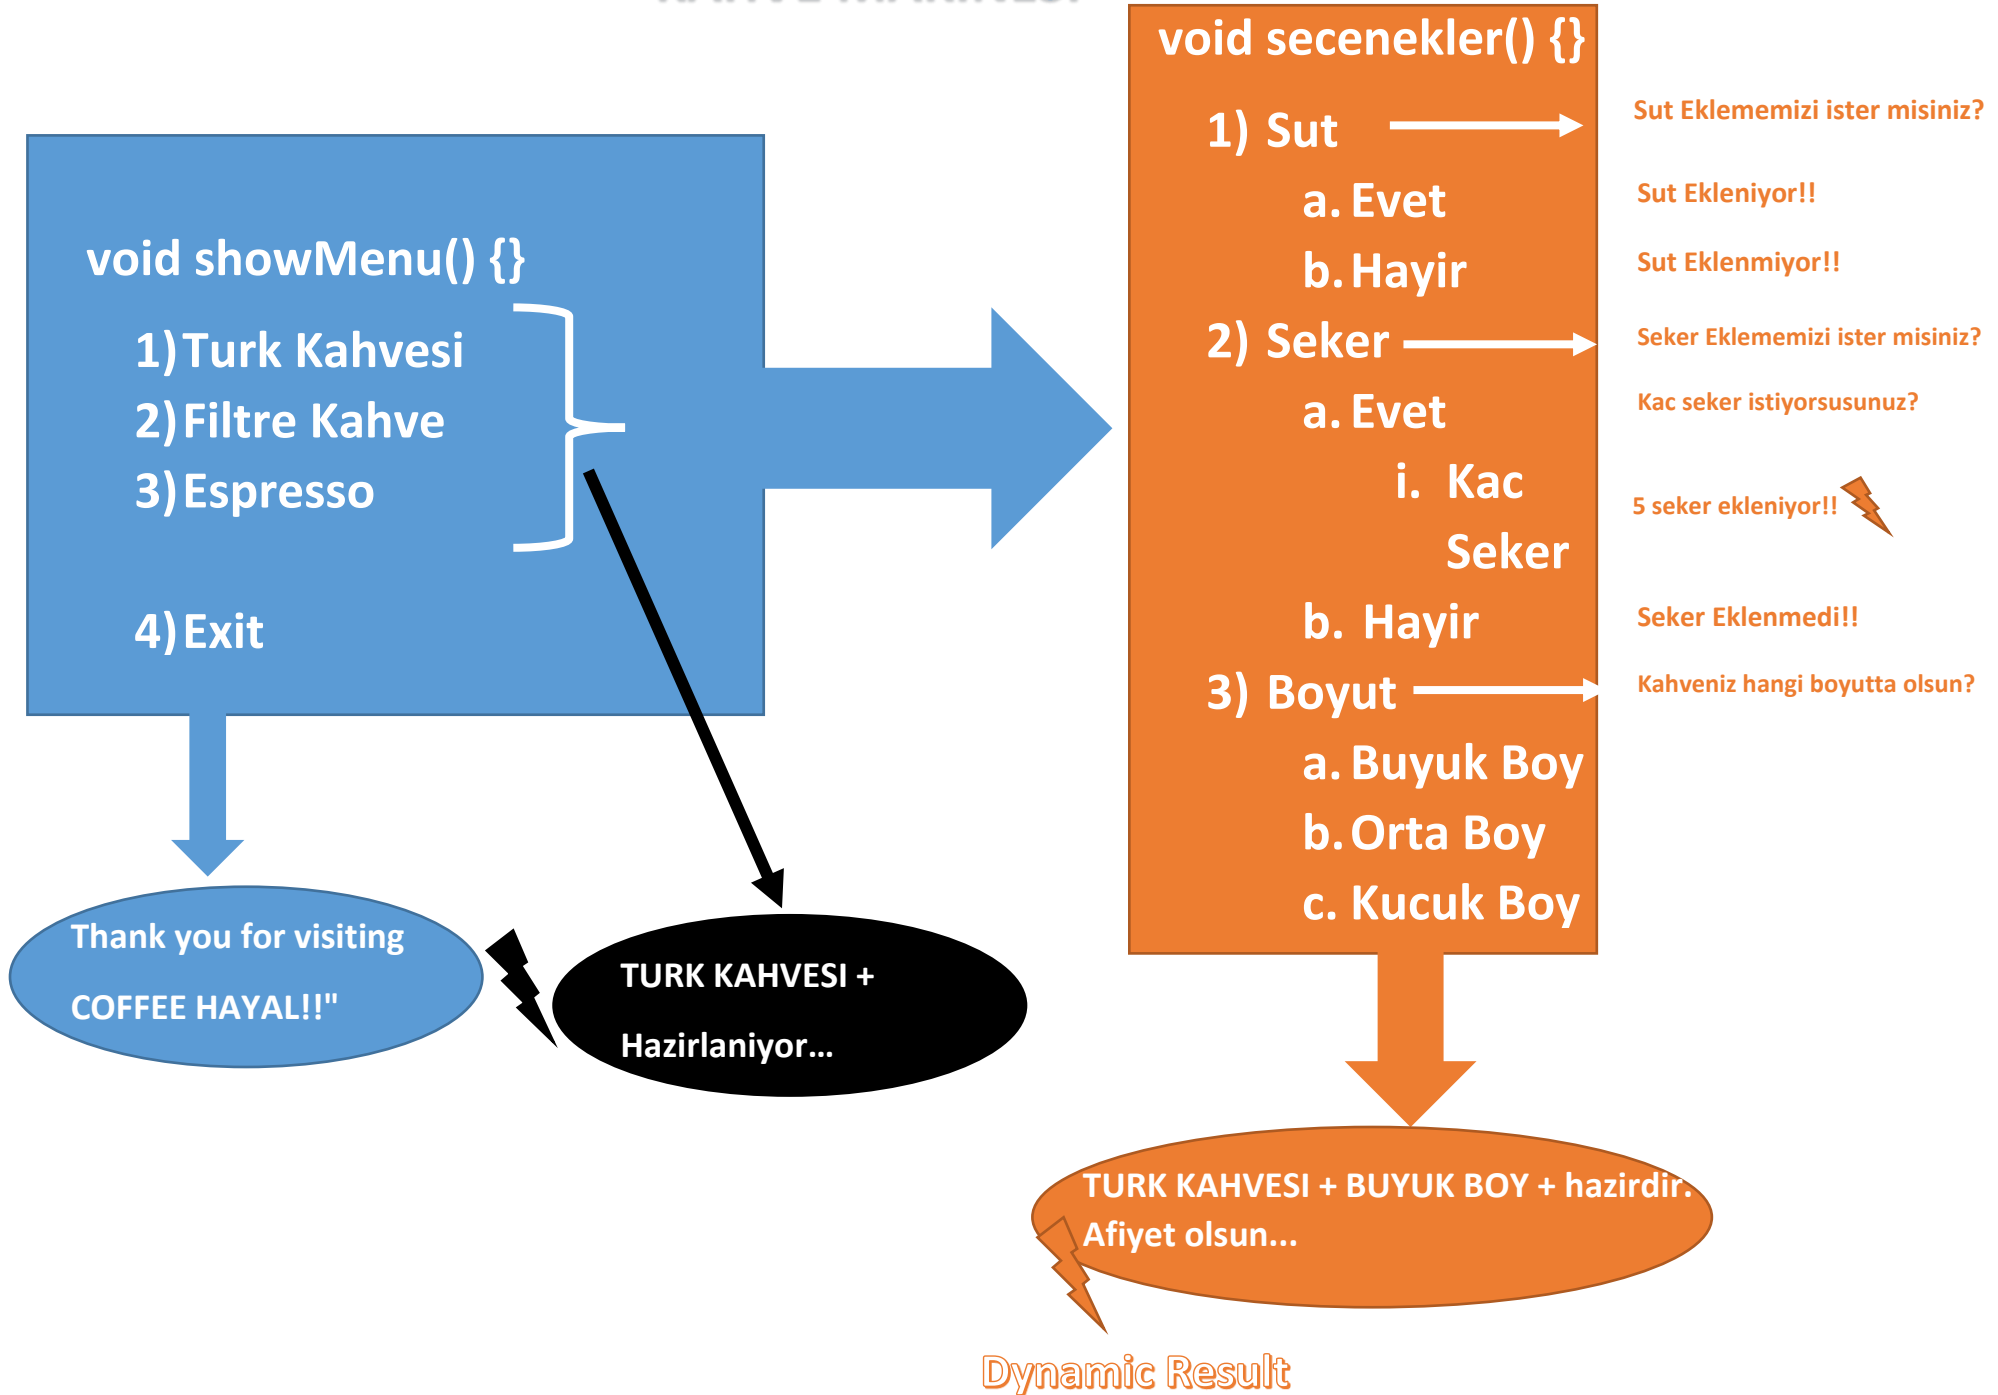 void showMenu() {}
1) Turk Kahvesi
2) Filtre Kahve
3) Espresso
4) Exit
Thank you for visiting
COFFEE HAYAL!!"
TURK KAHVESI +
Hazirlaniyor...
void secenekler() {}
1) Sut
a. Evet
b. Hayir
2) Seker
a. Evet
i. Kac
Seker
b. Hayir
3) Boyut
a. Buyuk Boy
b. Orta Boy
c. Kucuk Boy
Sut Eklememizi ister misiniz?
Sut Ekleniyor!!
Sut Eklenmiyor!!
Seker Eklememizi ister misiniz?
Kac seker istiyorsusunuz?
5 seker ekleniyor!!
Seker Eklenmedi!!
Kahveniz hangi boyutta olsun?
TURK KAHVESI + BUYUK BOY + hazirdir.
Afiyet olsun...
Dynamic Result